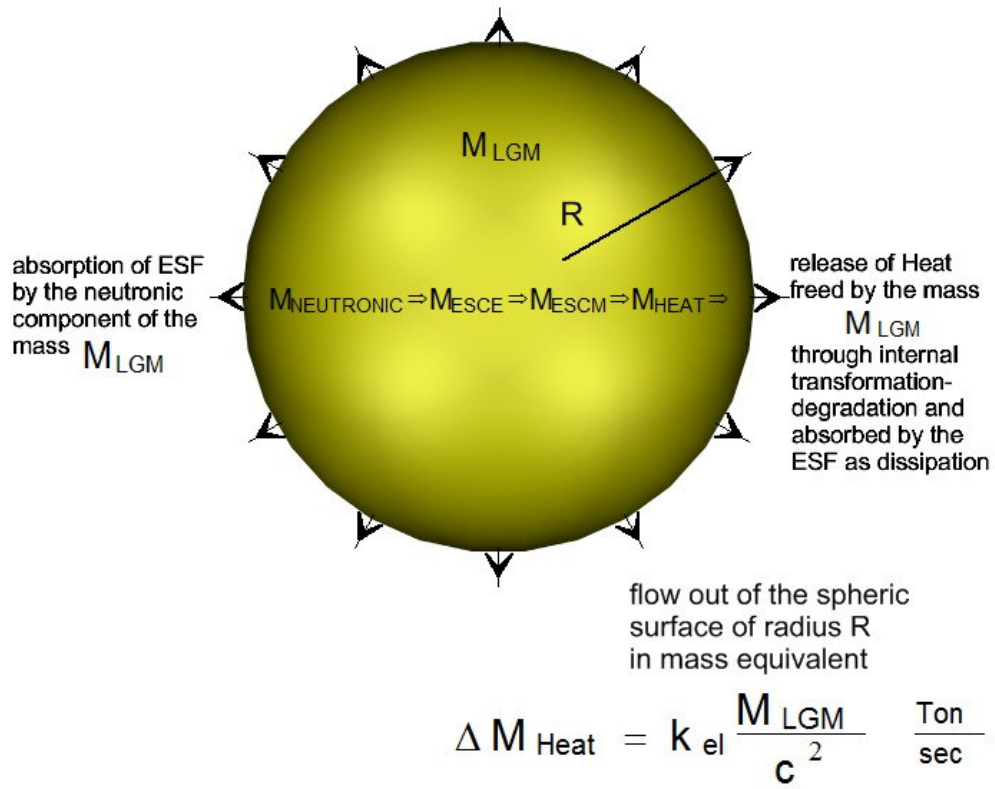 M LGM
R
absorption of ESF
by the neutronic
component of the
mass M LGM
M NEUTRONIC ⇒ M ESCE ⇒ M ESCM ⇒ M HEAT ⇒
release of Heat
freed by the mass
M LGM
through internal
transformation-
degradation and
absorbed by the
ESF as dissipation
flow out of the spheric
surface of radius R
in mass equivalent
Δ M Heat = k el M LGM / c 2 Ton / sec